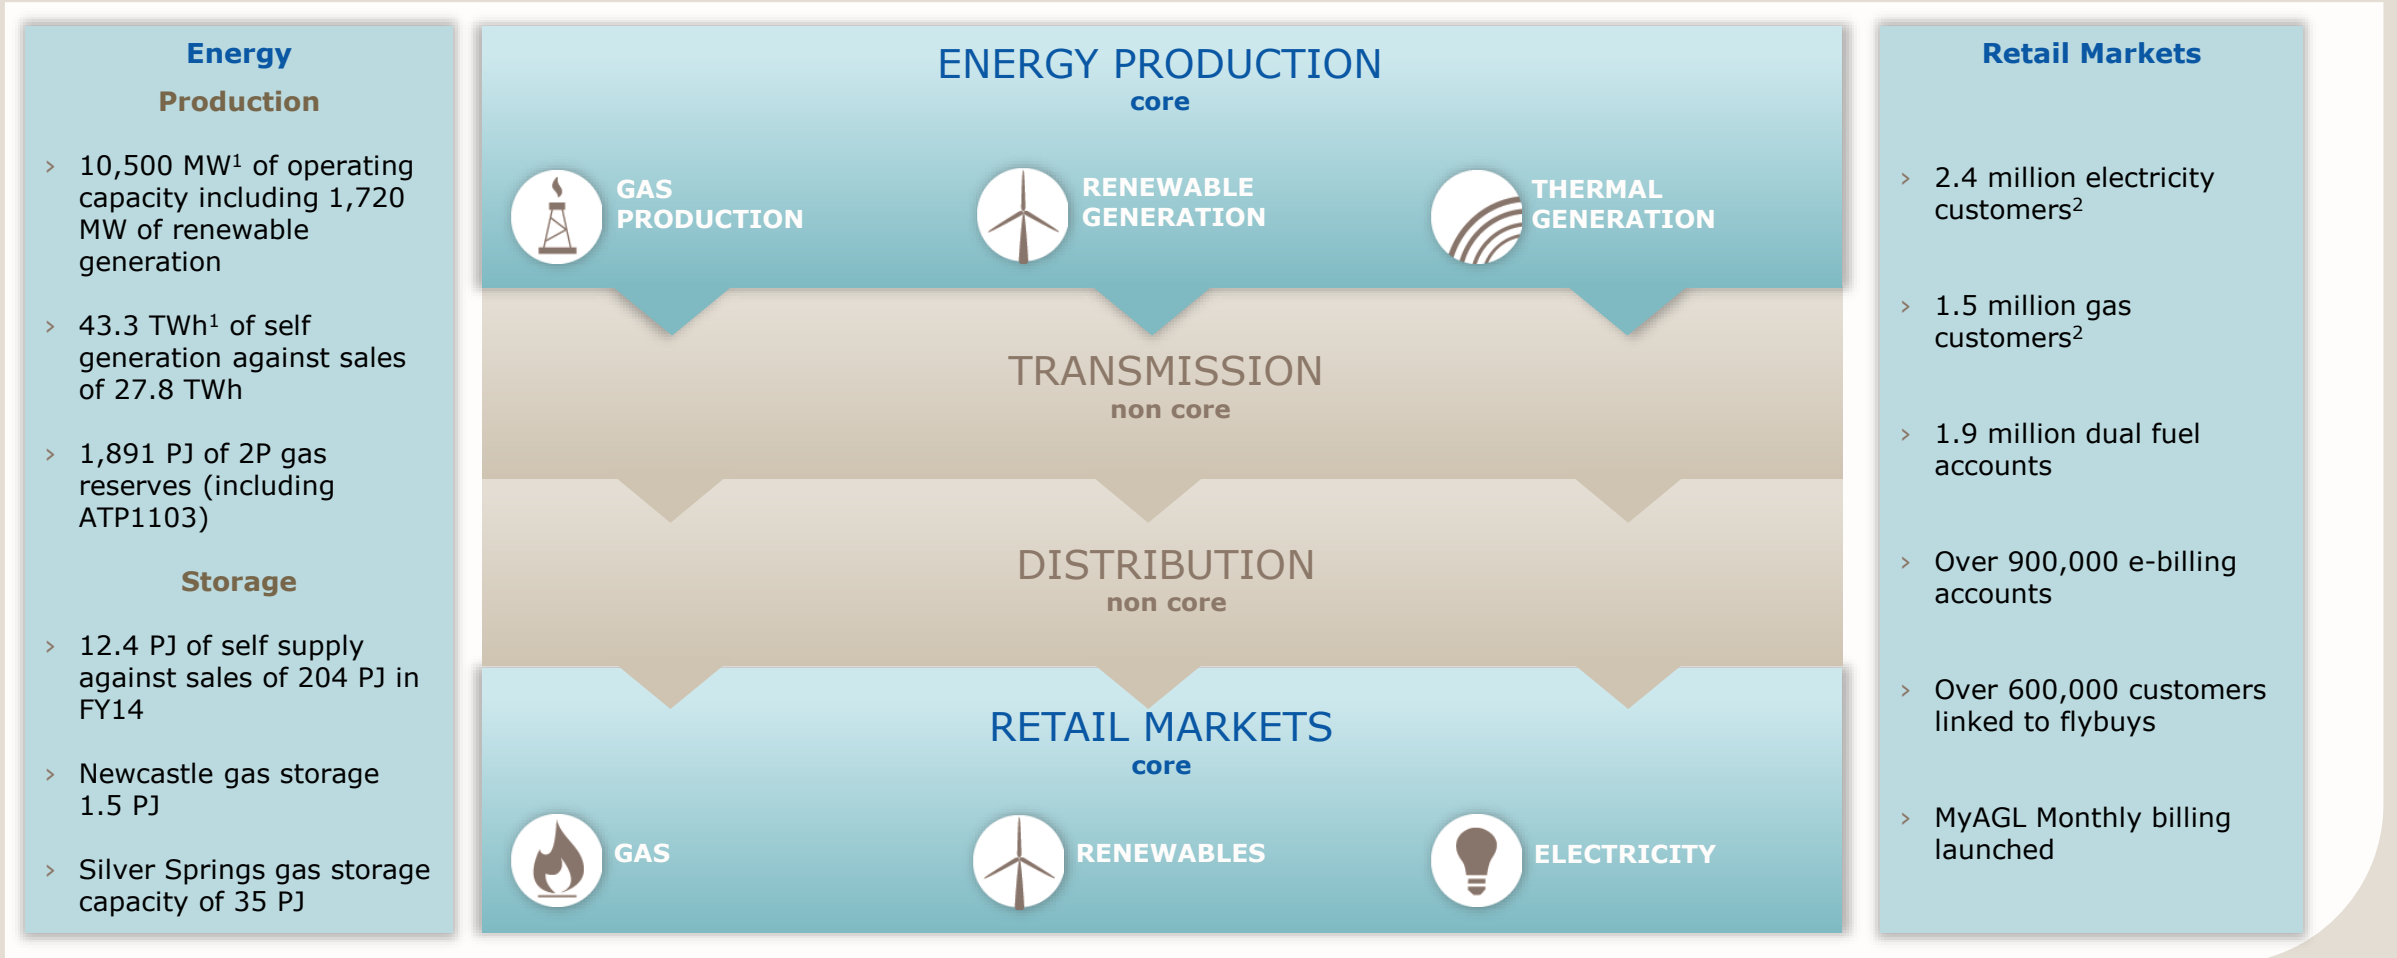 Energy
Production
› 10,500 MW¹ of operating
capacity including 1,720
MW of renewable
generation
› 43.3 TWh¹ of self
generation against sales
of 27.8 TWh
› 1,891 PJ of 2P gas
reserves (including
ATP1103)
Storage
› 12.4 PJ of self supply
against sales of 204 PJ in
FY14
› Newcastle gas storage
1.5 PJ
› Silver Springs gas storage
capacity of 35 PJ
ENERGY PRODUCTION
core
GAS
PRODUCTION
RENEWABLE
GENERATION
THERMAL
GENERATION
TRANSMISSION
non core
DISTRIBUTION
non core
RETAIL MARKETS
core
GAS
RENEWABLES
ELECTRICITY
Retail Markets
› 2.4 million electricity
customers²
› 1.5 million gas
customers²
› 1.9 million dual fuel
accounts
› Over 900,000 e-billing
accounts
› Over 600,000 customers
linked to flybuys
› MyAGL Monthly billing
launched